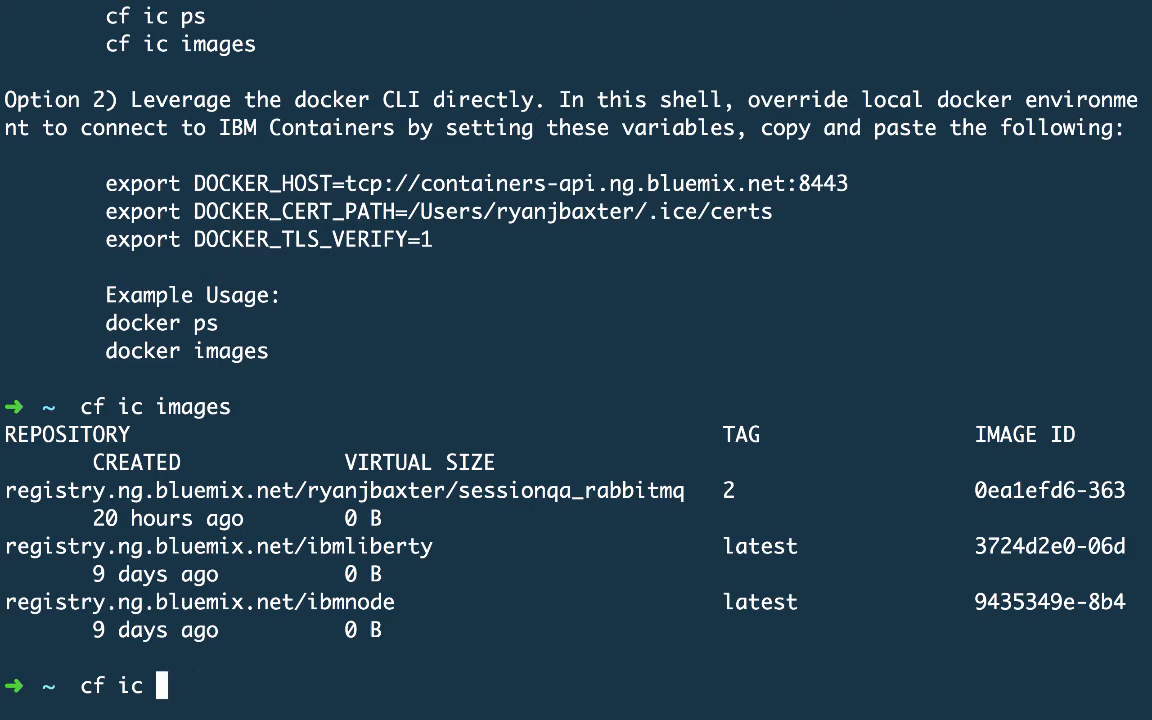 cf ic ps
cf ic images
Option 2) Leverage the docker CLI directly. In this shell, override local docker environme
nt to connect to IBM Containers by setting these variables, copy and paste the following:
export DOCKER_HOST=tcp://containers-api.ng.bluemix.net:8443
export DOCKER_CERT_PATH=/Users/ryanjbaxter/.ice/certs
export DOCKER_TLS_VERIFY=1
Example Usage:
docker ps
docker images
➜ ~ cf ic images
REPOSITORY TAG IMAGE ID
CREATED VIRTUAL SIZE
registry.ng.bluemix.net/ryanjbaxter/sessionqa_rabbitmq 2 0ea1efd6-363
20 hours ago 0 B
registry.ng.bluemix.net/ibmliberty latest 3724d2e0-06d
9 days ago 0 B
registry.ng.bluemix.net/ibmnode latest 9435349e-8b4
9 days ago 0 B
➜ ~ cf ic